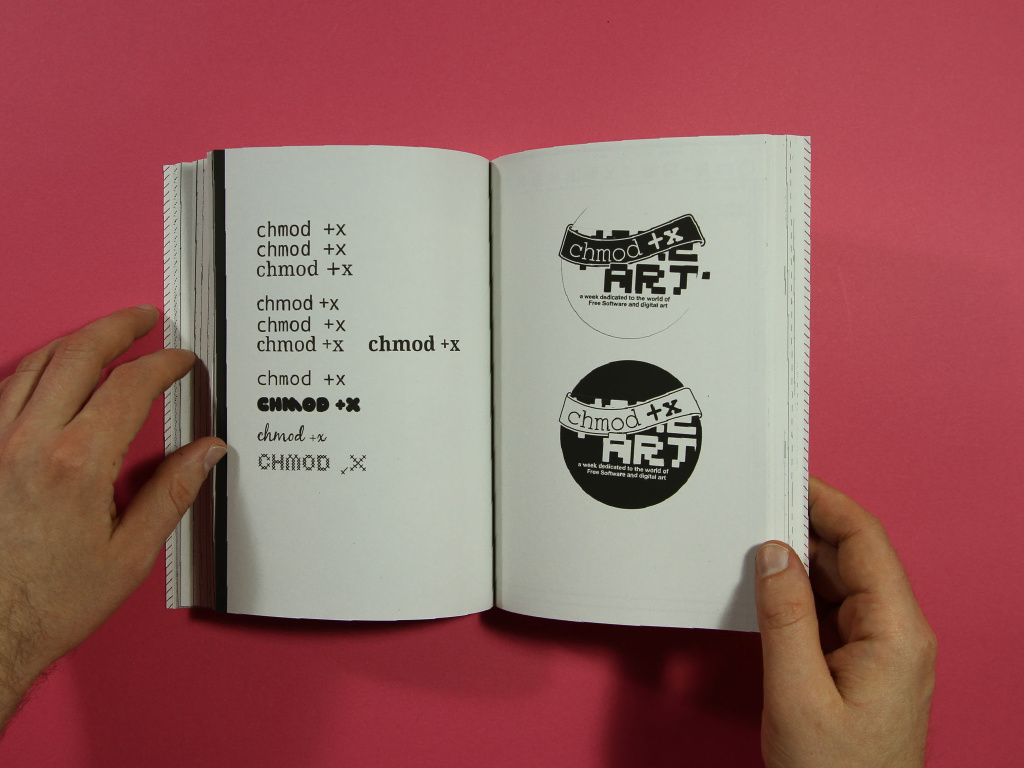 chmod +x
chmod +x
chmod +x
chmod +x
chmod +x
chmod +x chmod +x
chmod +x
CHMOD +X
chmod +x
CHMOD +X
chmod +x
ART.
a week dedicated to the world of
Free Software and digital art
chmod +x
ART
a week dedicated to the world of
Free Software and digital art